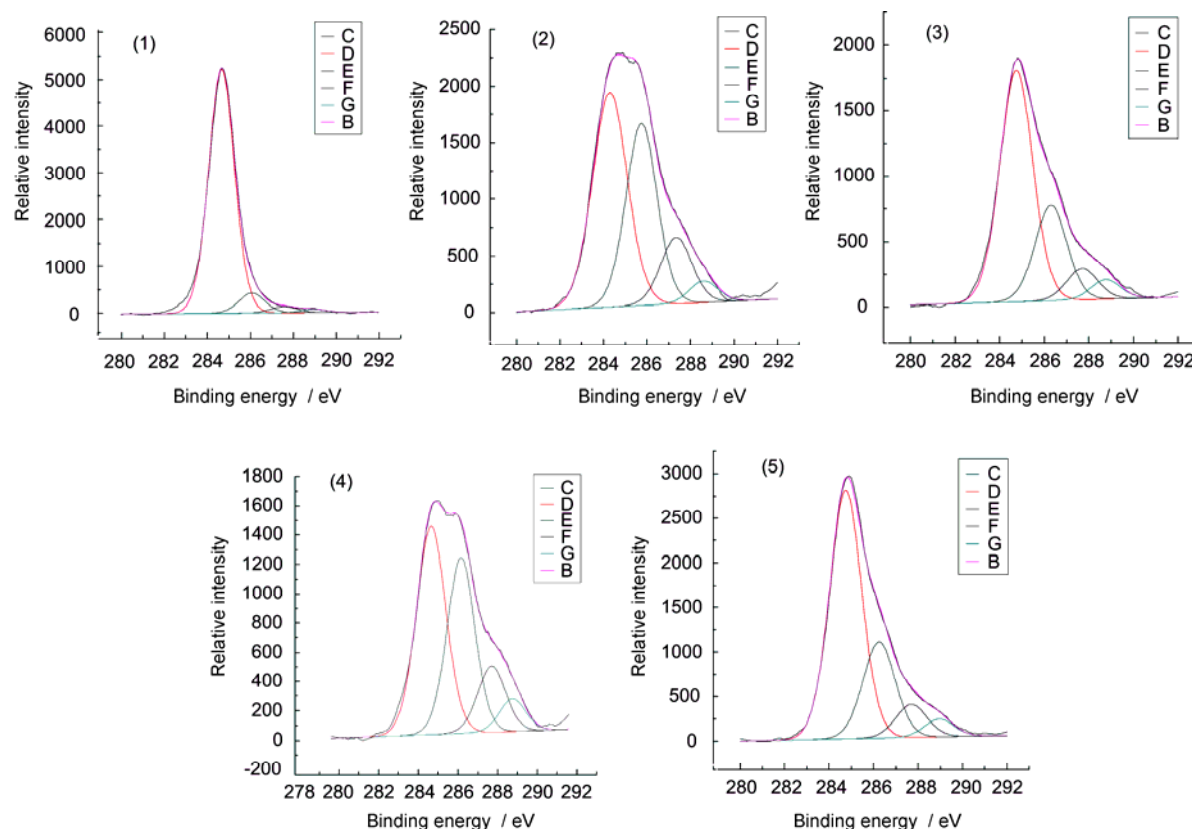 (1)
6000
5000
4000
3000
2000
1000
0
Relative intensity
C
D
E
F
G
B
280 282 284 286 288 290 292
Binding energy / eV
(2)
2500
2000
1500
1000
500
0
Relative intensity
C
D
E
F
G
B
280 282 284 286 288 290 292
Binding energy / eV
(3)
2000
1500
1000
500
0
Relative intensity
C
D
E
F
G
B
280 282 284 286 288 290 292
Binding energy / eV
(4)
1800
1600
1400
1200
1000
800
600
400
200
0
-200
Relative intensity
C
D
E
F
G
B
278 280 282 284 286 288 290 292
Binding energy / eV
(5)
3000
2500
2000
1500
1000
500
0
Relative intensity
C
D
E
F
G
B
280 282 284 286 288 290 292
Binding energy / eV